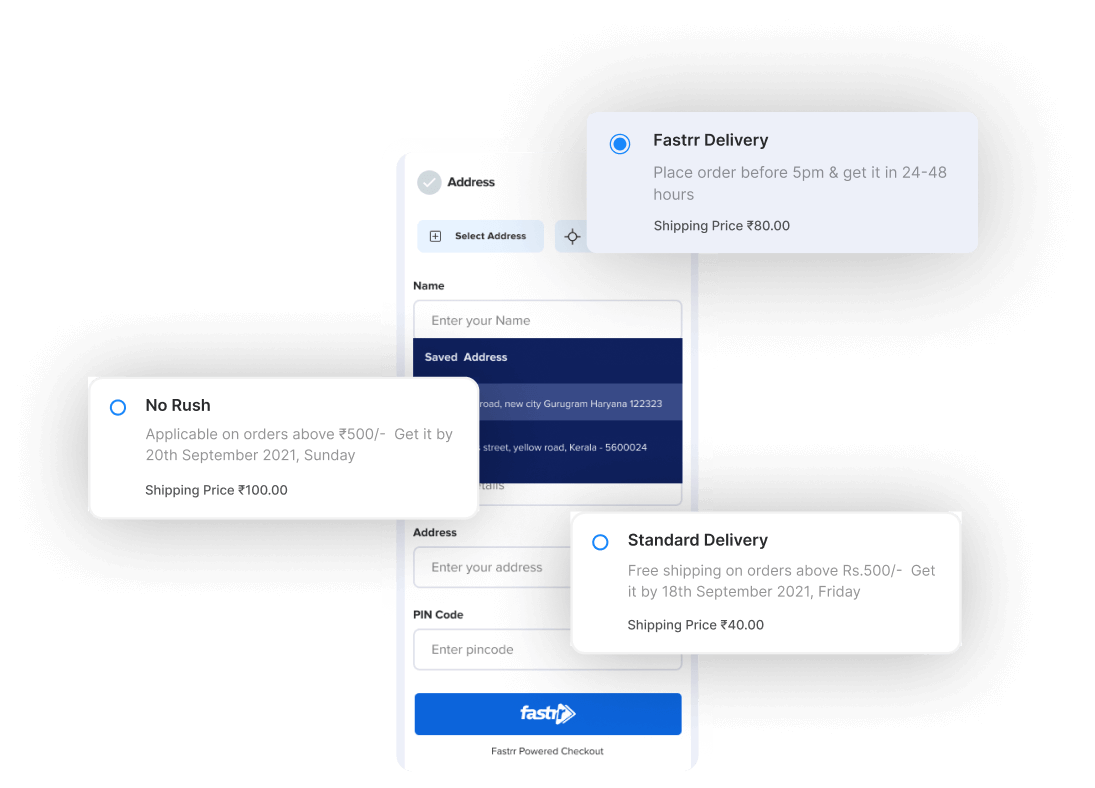 Fastrr Delivery
Place order before 5pm & get it in 24-48
hours
Shipping Price ₹80.00
Address
Select Address
Name
Enter your Name
Saved Address
road, new city Gurugram Haryana 122323
street, yellow road, Kerala - 5600024
No Rush
Applicable on orders above ₹500/- Get it by
20th September 2021, Sunday
Shipping Price ₹100.00
Address
Enter your address
PIN Code
Enter pincode
Standard Delivery
Free shipping on orders above Rs.500/- Get
it by 18th September 2021, Friday
Shipping Price ₹40.00
fastrr
Fastrr Powered Checkout